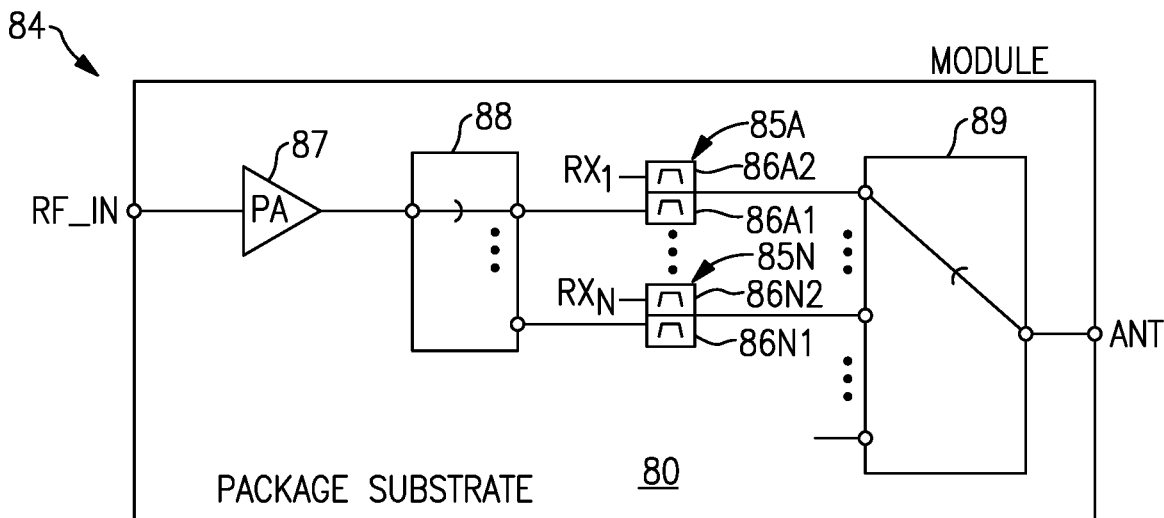 84
MODULE
87
88
85A
89
RX1
86A2
RF_IN
PA
86A1
85N
RXN
86N2
86N1
ANT
PACKAGE SUBSTRATE
80